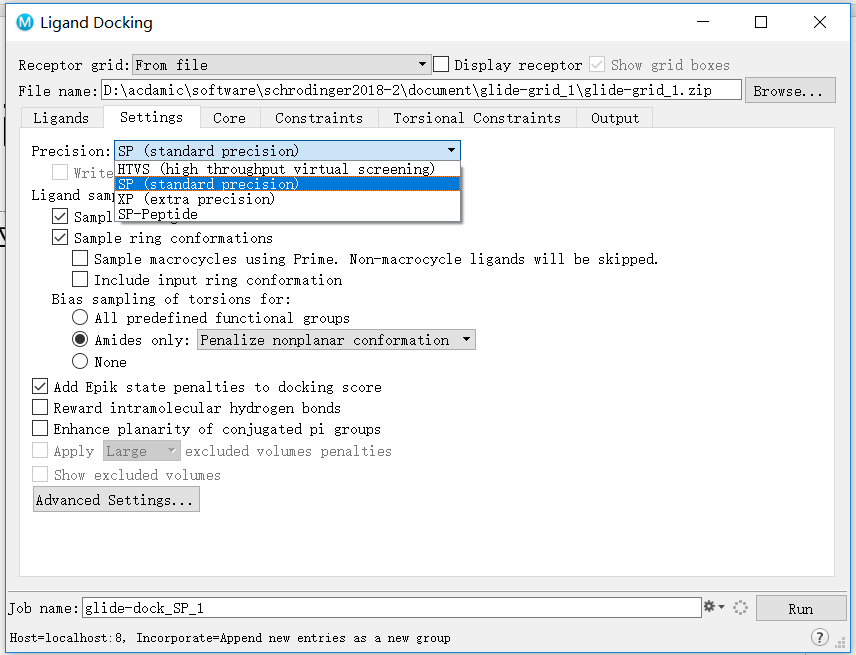 Ligand Docking
Receptor grid: From file Display receptor Show grid boxes
File name: D:\acdamic\software\schrodinger2018-2\document\glide-grid_1\glide-grid_1.zip Browse...
Ligands Settings Core Constraints Torsional Constraints Output
Precision: SP (standard precision)
HTVS (high throughput virtual screening)
Write
SP (standard precision)
Ligand sam
XP (extra precision)
Sampl
SP-Peptide
Sample ring conformations
Sample macrocycles using Prime. Non-macrocycle ligands will be skipped.
Include input ring conformation
Bias sampling of torsions for:
All predefined functional groups
Amides only: Penalize nonplanar conformation
None
Add Epik state penalties to docking score
Reward intramolecular hydrogen bonds
Enhance planarity of conjugated pi groups
Apply Large excluded volumes penalties
Show excluded volumes
Advanced Settings...
Job name: glide-dock_SP_1 Run
Host=localhost:8, Incorporate=Append new entries as a new group ?